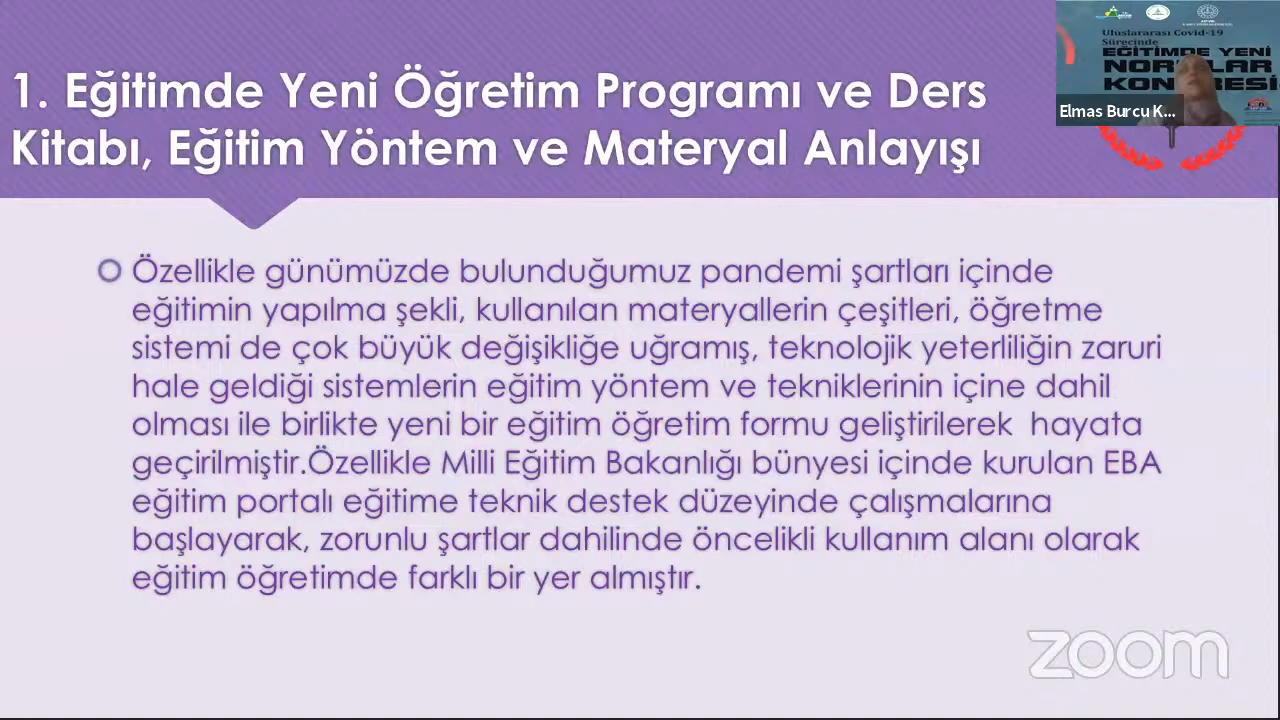 1. Eğitimde Yeni Öğretim Programı ve Ders
Kitabı, Eğitim Yöntem ve Materyal Anlayışı
Uluslararası Covid-19
Sürecinde
EĞİTİMDE YENİ
Elmas Burcu K...
Özellikle günümüzde bulunduğumuz pandemi şartları içinde
eğitimin yapılma şekli, kullanılan materyallerin çeşitleri, öğretme
sistemi de çok büyük değişikliğe uğramış, teknolojik yeterliliğin zaruri
hale geldiği sistemlerin eğitim yöntem ve tekniklerinin içine dahil
olması ile birlikte yeni bir eğitim öğretim formu geliştirilerek  hayata
geçirilmiştir.Özellikle Milli Eğitim Bakanlığı bünyesi içinde kurulan EBA
eğitim portalı eğitime teknik destek düzeyinde çalışmalarına
başlayarak, zorunlu şartlar dahilinde öncelikli kullanım alanı olarak
eğitim öğretimde farklı bir yer almıştır.
zoom